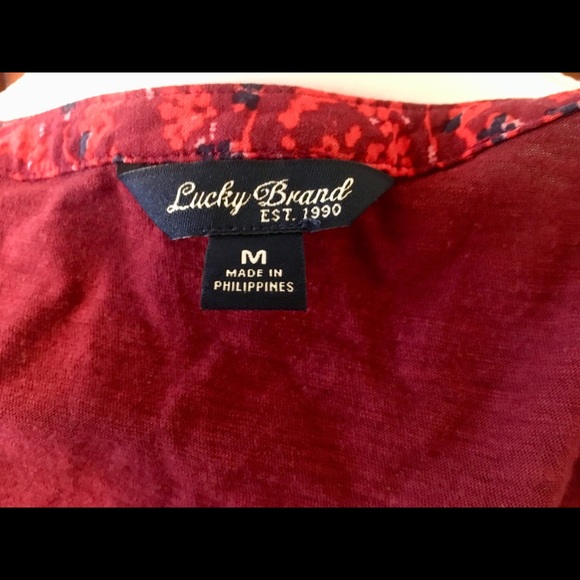 Lucky Brand
EST. 1990
M
MADE IN
PHILIPPINES